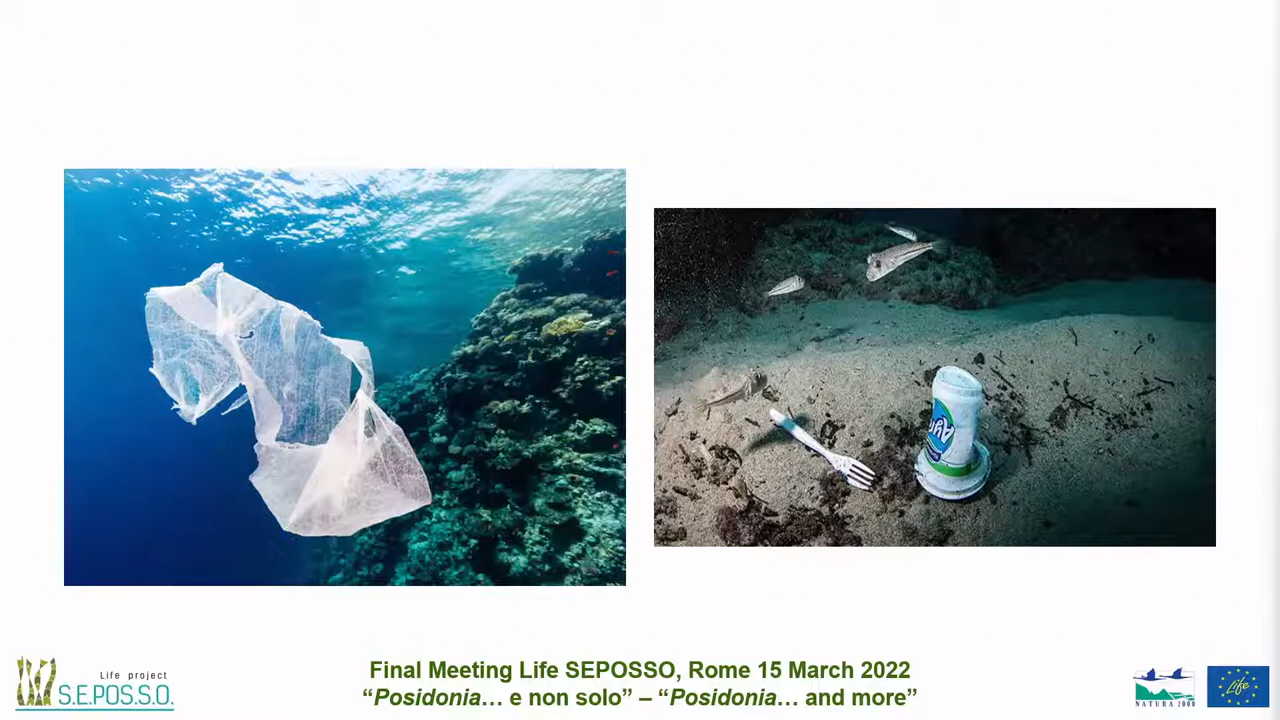 Ayr
Life project
S.E.POS.S.O.
Final Meeting Life SEPOSSO, Rome 15 March 2022
“Posidonia… e non solo” – “Posidonia… and more”
NATURA 2000
Life